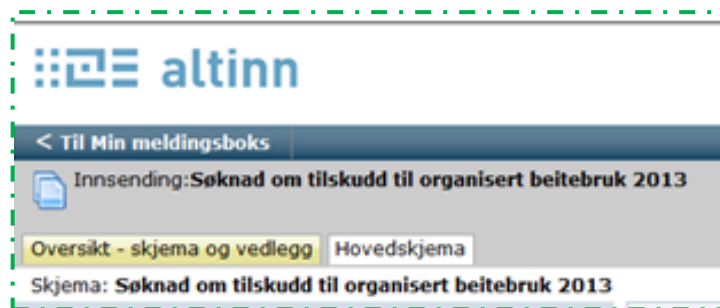 altinn
< Til Min meldingsboks
Innsending:Søknad om tilskudd til organisert beitebruk 2013
Oversikt - skjema og vedlegg Hovedskjema
Skjema: Søknad om tilskudd til organisert beitebruk 2013